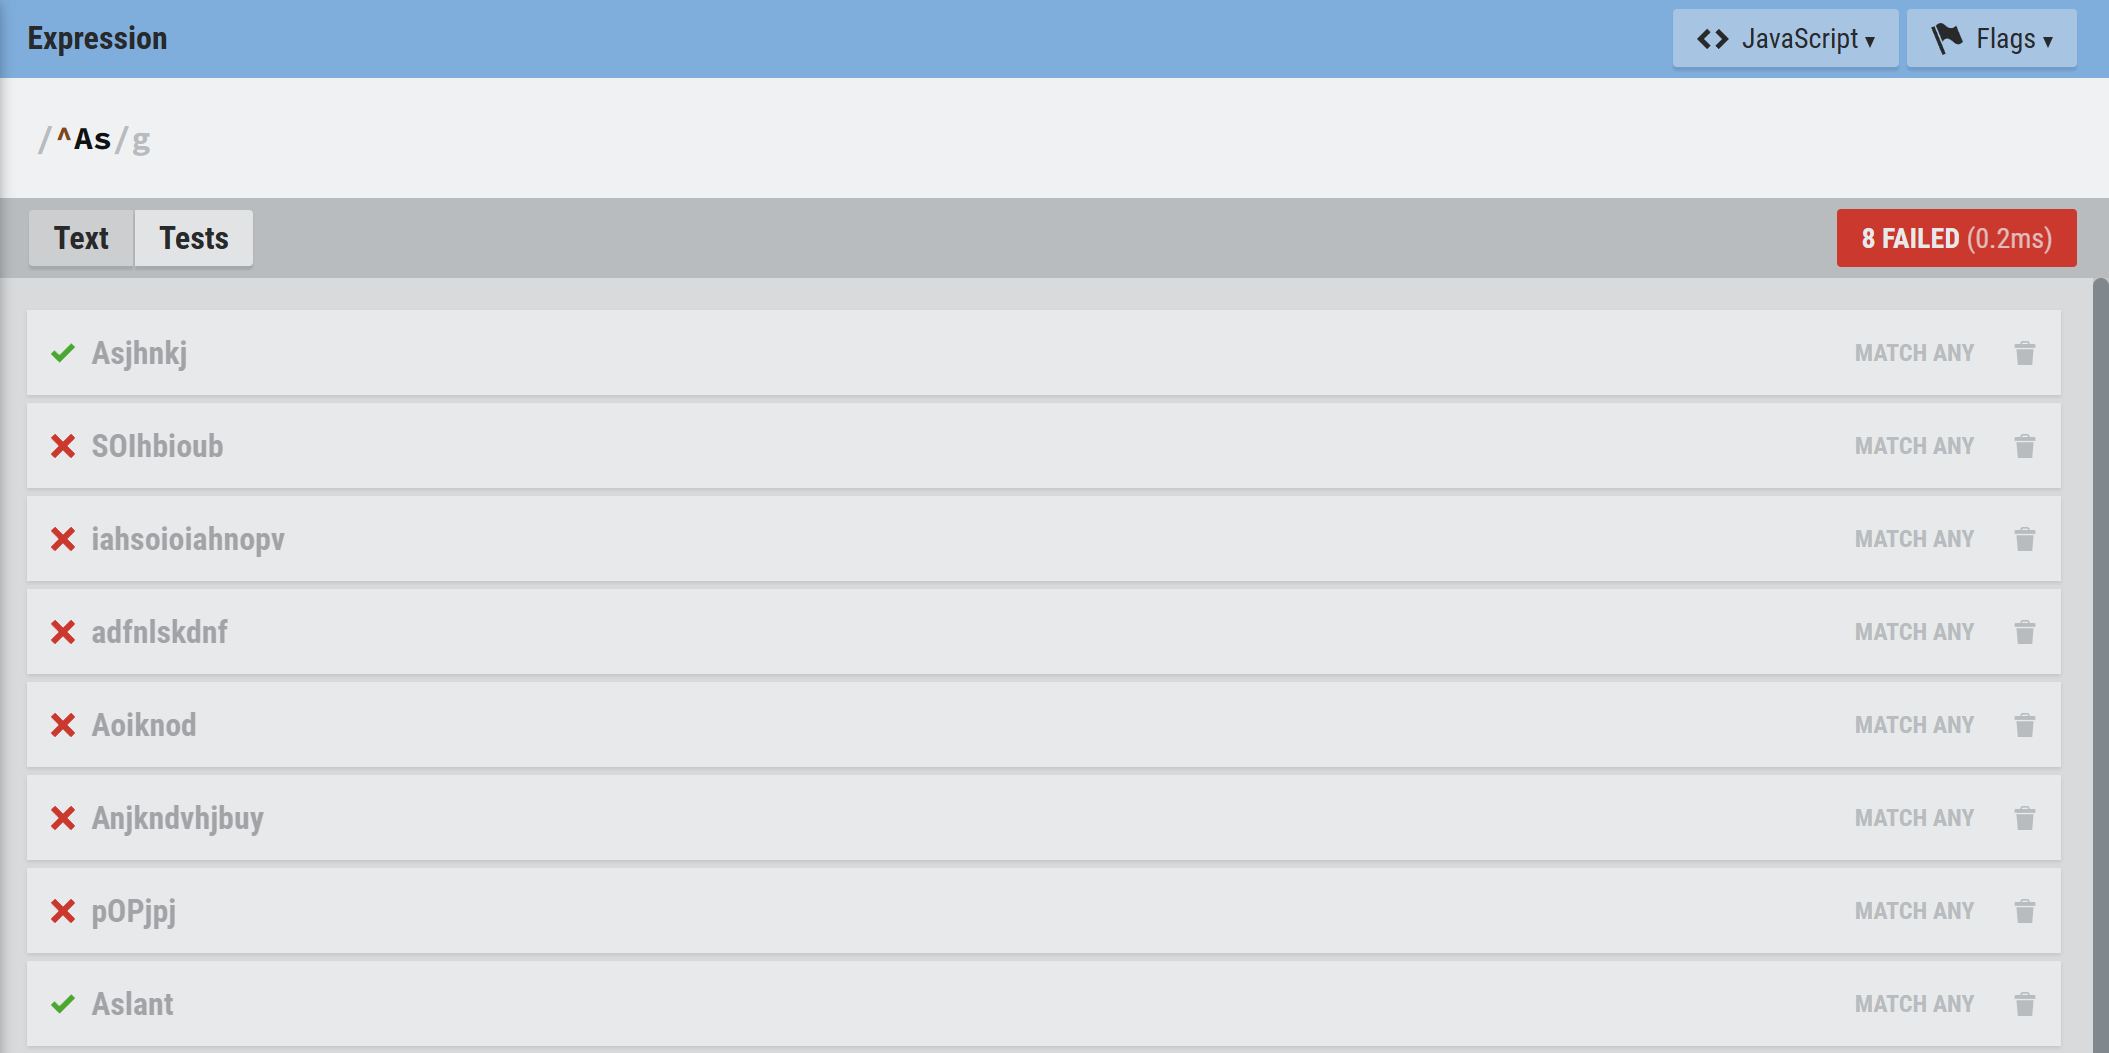 Expression
<> JavaScript ▾
Flags ▾
/^As/g
Text
Tests
8 FAILED (0.2ms)
Asjhnkj MATCH ANY
SOIhbioub MATCH ANY
iahsoioiahnopv MATCH ANY
adfnlskdnf MATCH ANY
Aoiknod MATCH ANY
Anjkndvhjbuy MATCH ANY
pOPjpj MATCH ANY
Aslant MATCH ANY